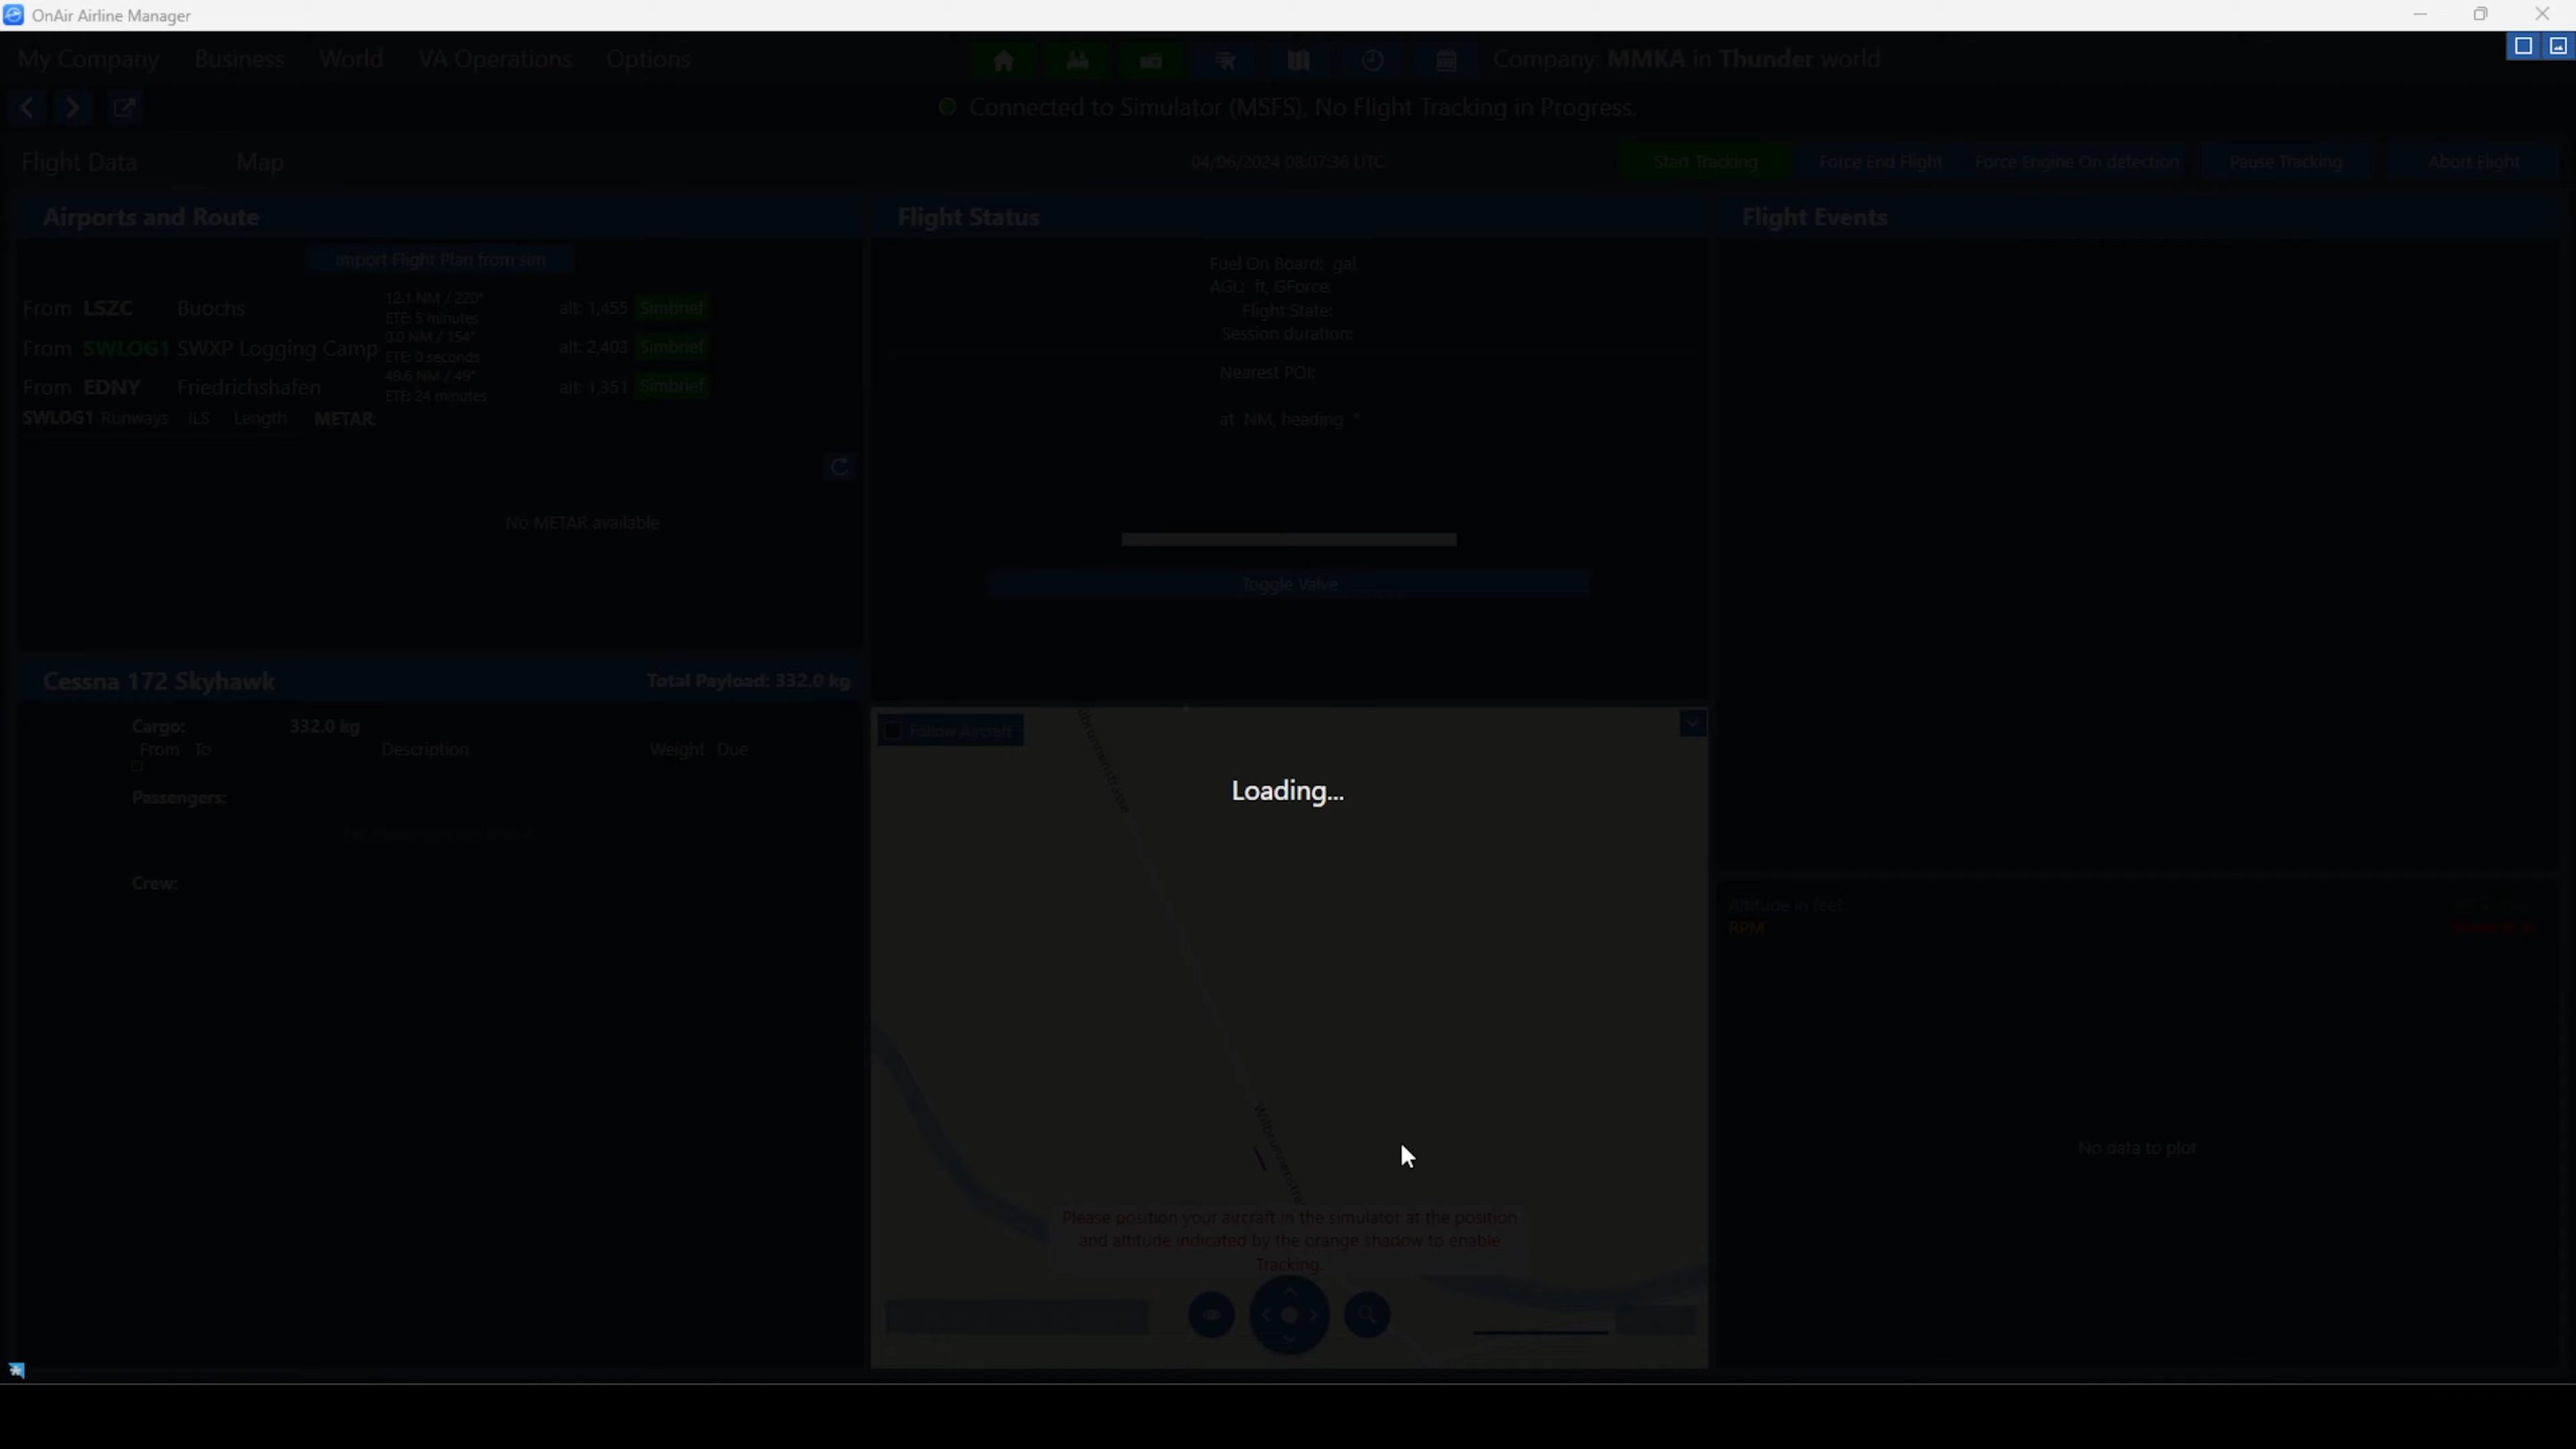 OnAir Airline Manager
My Company Business World VA Operations Options Company: MMKA in Thunder world
Connected to Simulator (MSFS), No Flight Tracking in Progress.
Flight Data Map 04/06/2024 08:07:36 UTC Start Tracking Force End Flight Force Engine On detection Pause Tracking Abort Flight
Airports and Route
Import Flight Plan from sim
From LSZC Buochs 12.1 NM / 220° alt: 1,455 Simbrief
ETE: 5 minutes
From SWLOG1 SWXP Logging Camp 0.0 NM / 154° alt: 2,403 Simbrief
ETE: 0 seconds
From EDNY Friedrichshafen 49.6 NM / 49° alt: 1,351 Simbrief
ETE: 24 minutes
SWLOG1 Runways ILS Length METAR:
No METAR available
Cessna 172 Skyhawk Total Payload: 332.0 kg
Cargo: 332.0 kg
From To Description Weight Due
Passengers:
Crew:
Flight Status
Fuel On Board: gal
AGL: ft, GForce:
Flight State:
Session duration:
Nearest POI:
at NM, heading °
Toggle Valve
Follow Aircraft
Loading...
Please position your aircraft in the simulator at the position
and altitude indicated by the orange shadow to enable
Tracking.
Flight Events
Altitude in feet
RPM
No data to plot